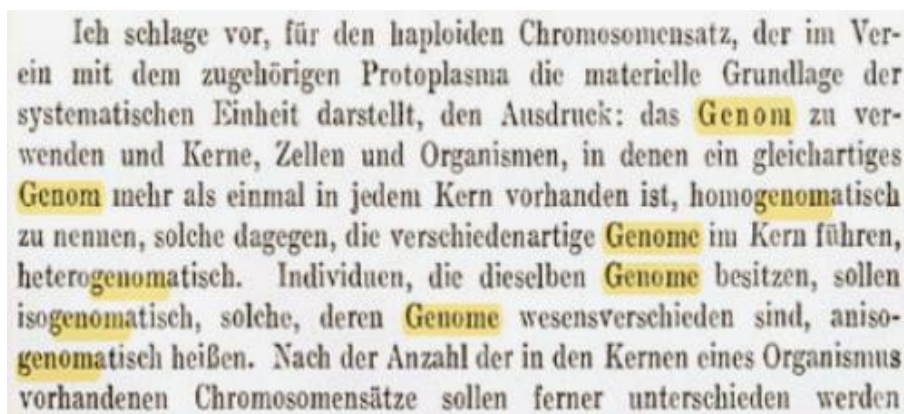 Ich schlage vor, für den haploiden Chromosomensatz, der im Ver-
ein mit dem zugehörigen Protoplasma die materielle Grundlage der
systematischen Einheit darstellt, den Ausdruck: das Genom zu ver-
wenden und Kerne, Zellen und Organismen, in denen ein gleichartiges
Genom mehr als einmal in jedem Kern vorhanden ist, homogenomatisch
zu nennen, solche dagegen, die verschiedenartige Genome im Kern führen,
heterogenomatisch. Individuen, die dieselben Genome besitzen, sollen
isogenomatisch, solche, deren Genome wesensverschieden sind, aniso-
genomatisch heißen. Nach der Anzahl der in den Kernen eines Organismus
vorhandenen Chromosomensätze sollen ferner unterschieden werden